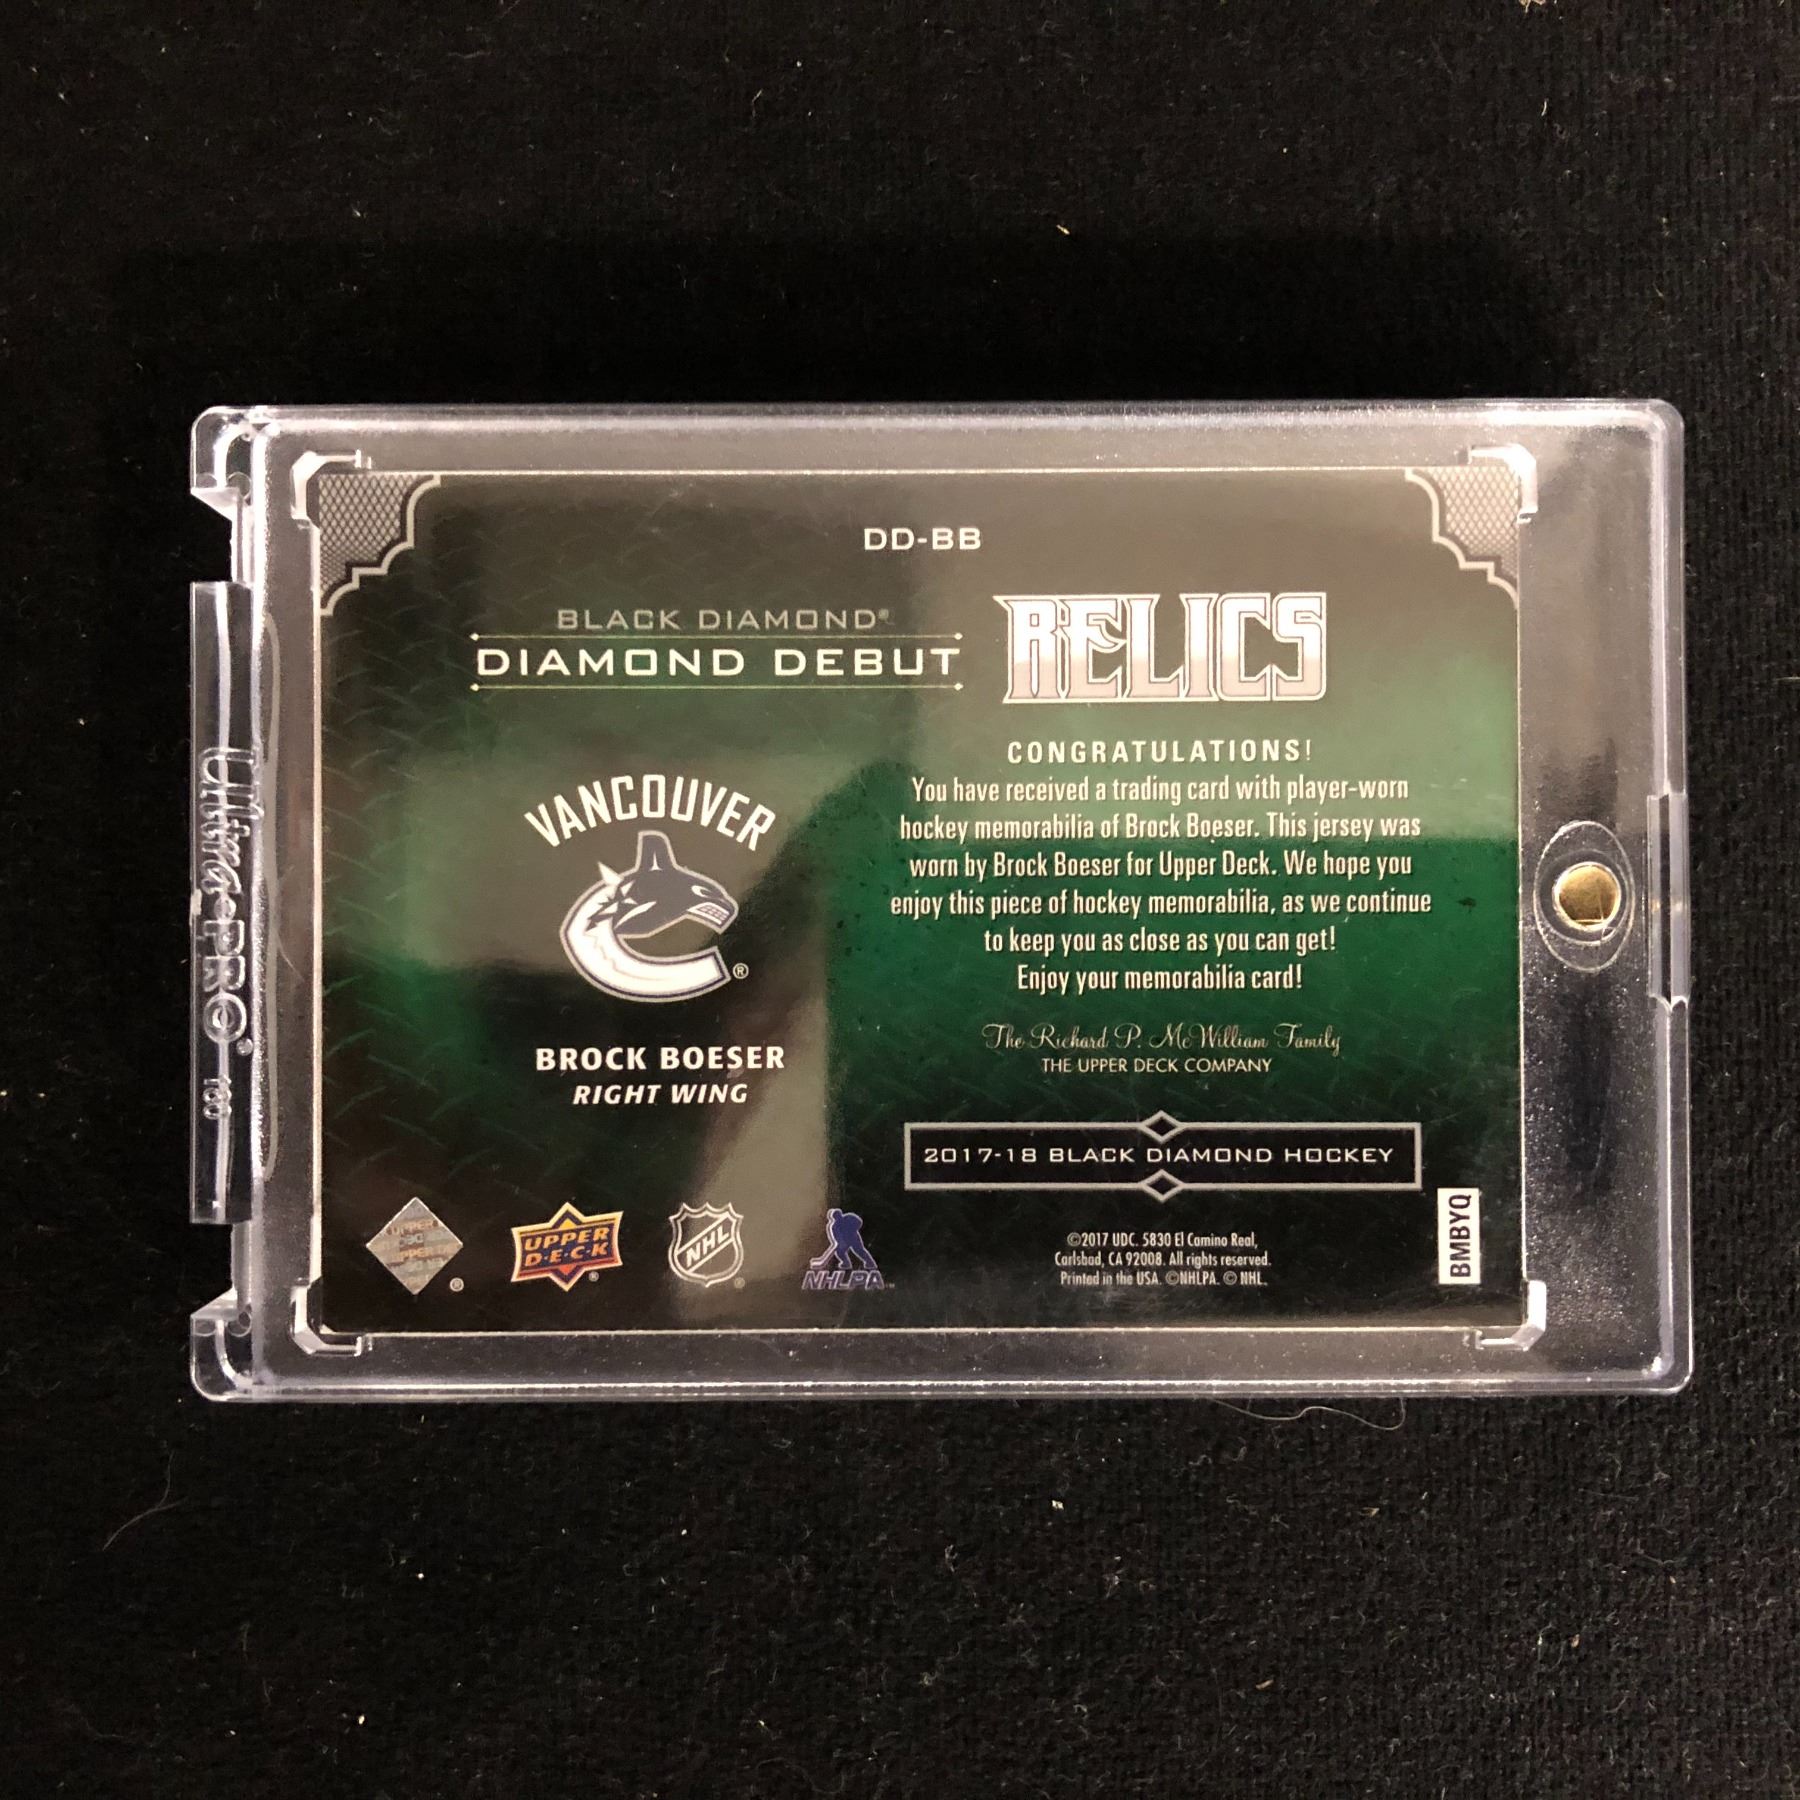 DD-BB
BLACK DIAMOND®
DIAMOND DEBUT
RELICS
CONGRATULATIONS!
You have received a trading card with player-worn
hockey memorabilia of Brock Boeser. This jersey was
worn by Brock Boeser for Upper Deck. We hope you
enjoy this piece of hockey memorabilia, as we continue
to keep you as close as you can get!
Enjoy your memorabilia card!
The Richard P. McWilliam Family
THE UPPER DECK COMPANY
VANCOUVER
®
BROCK BOESER
RIGHT WING
2017-18 BLACK DIAMOND HOCKEY
UPPER
®
UPPER
D·E·C·K
®
NHL
®
NHLPA
©2017 UDC. 5830 El Camino Real,
Carlsbad, CA 92008. All rights reserved.
Printed in the USA. ©NHLPA. © NHL.
BMBYQ
Ultra•PRO®
180